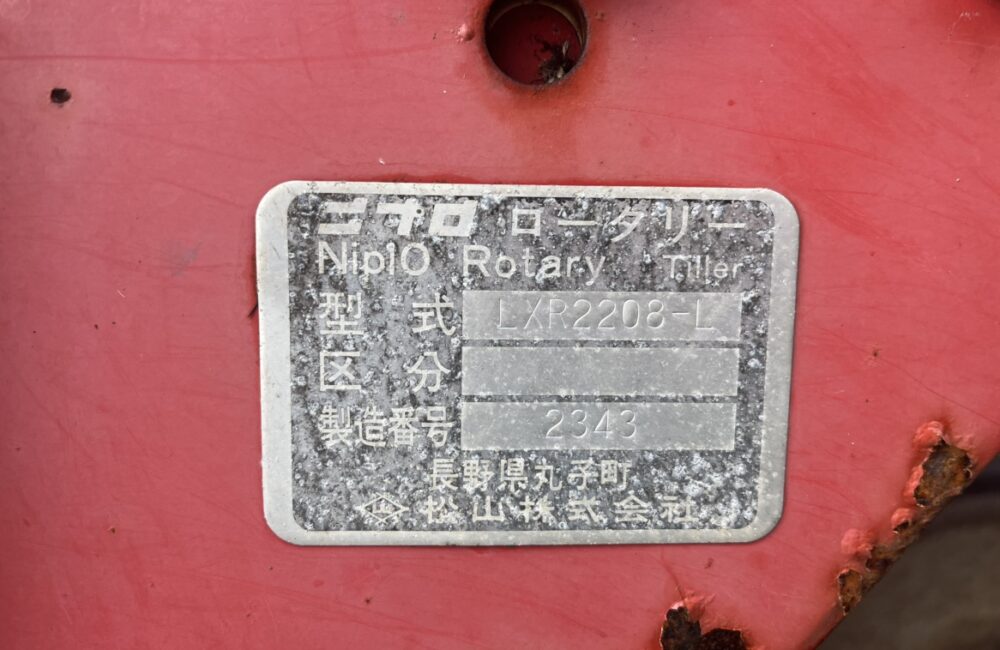 ニプロ ロータリー
Niplo Rotary Tiller
型式 LXR2208-L
区分
製造番号 2343
長野県丸子町
松山株式会社